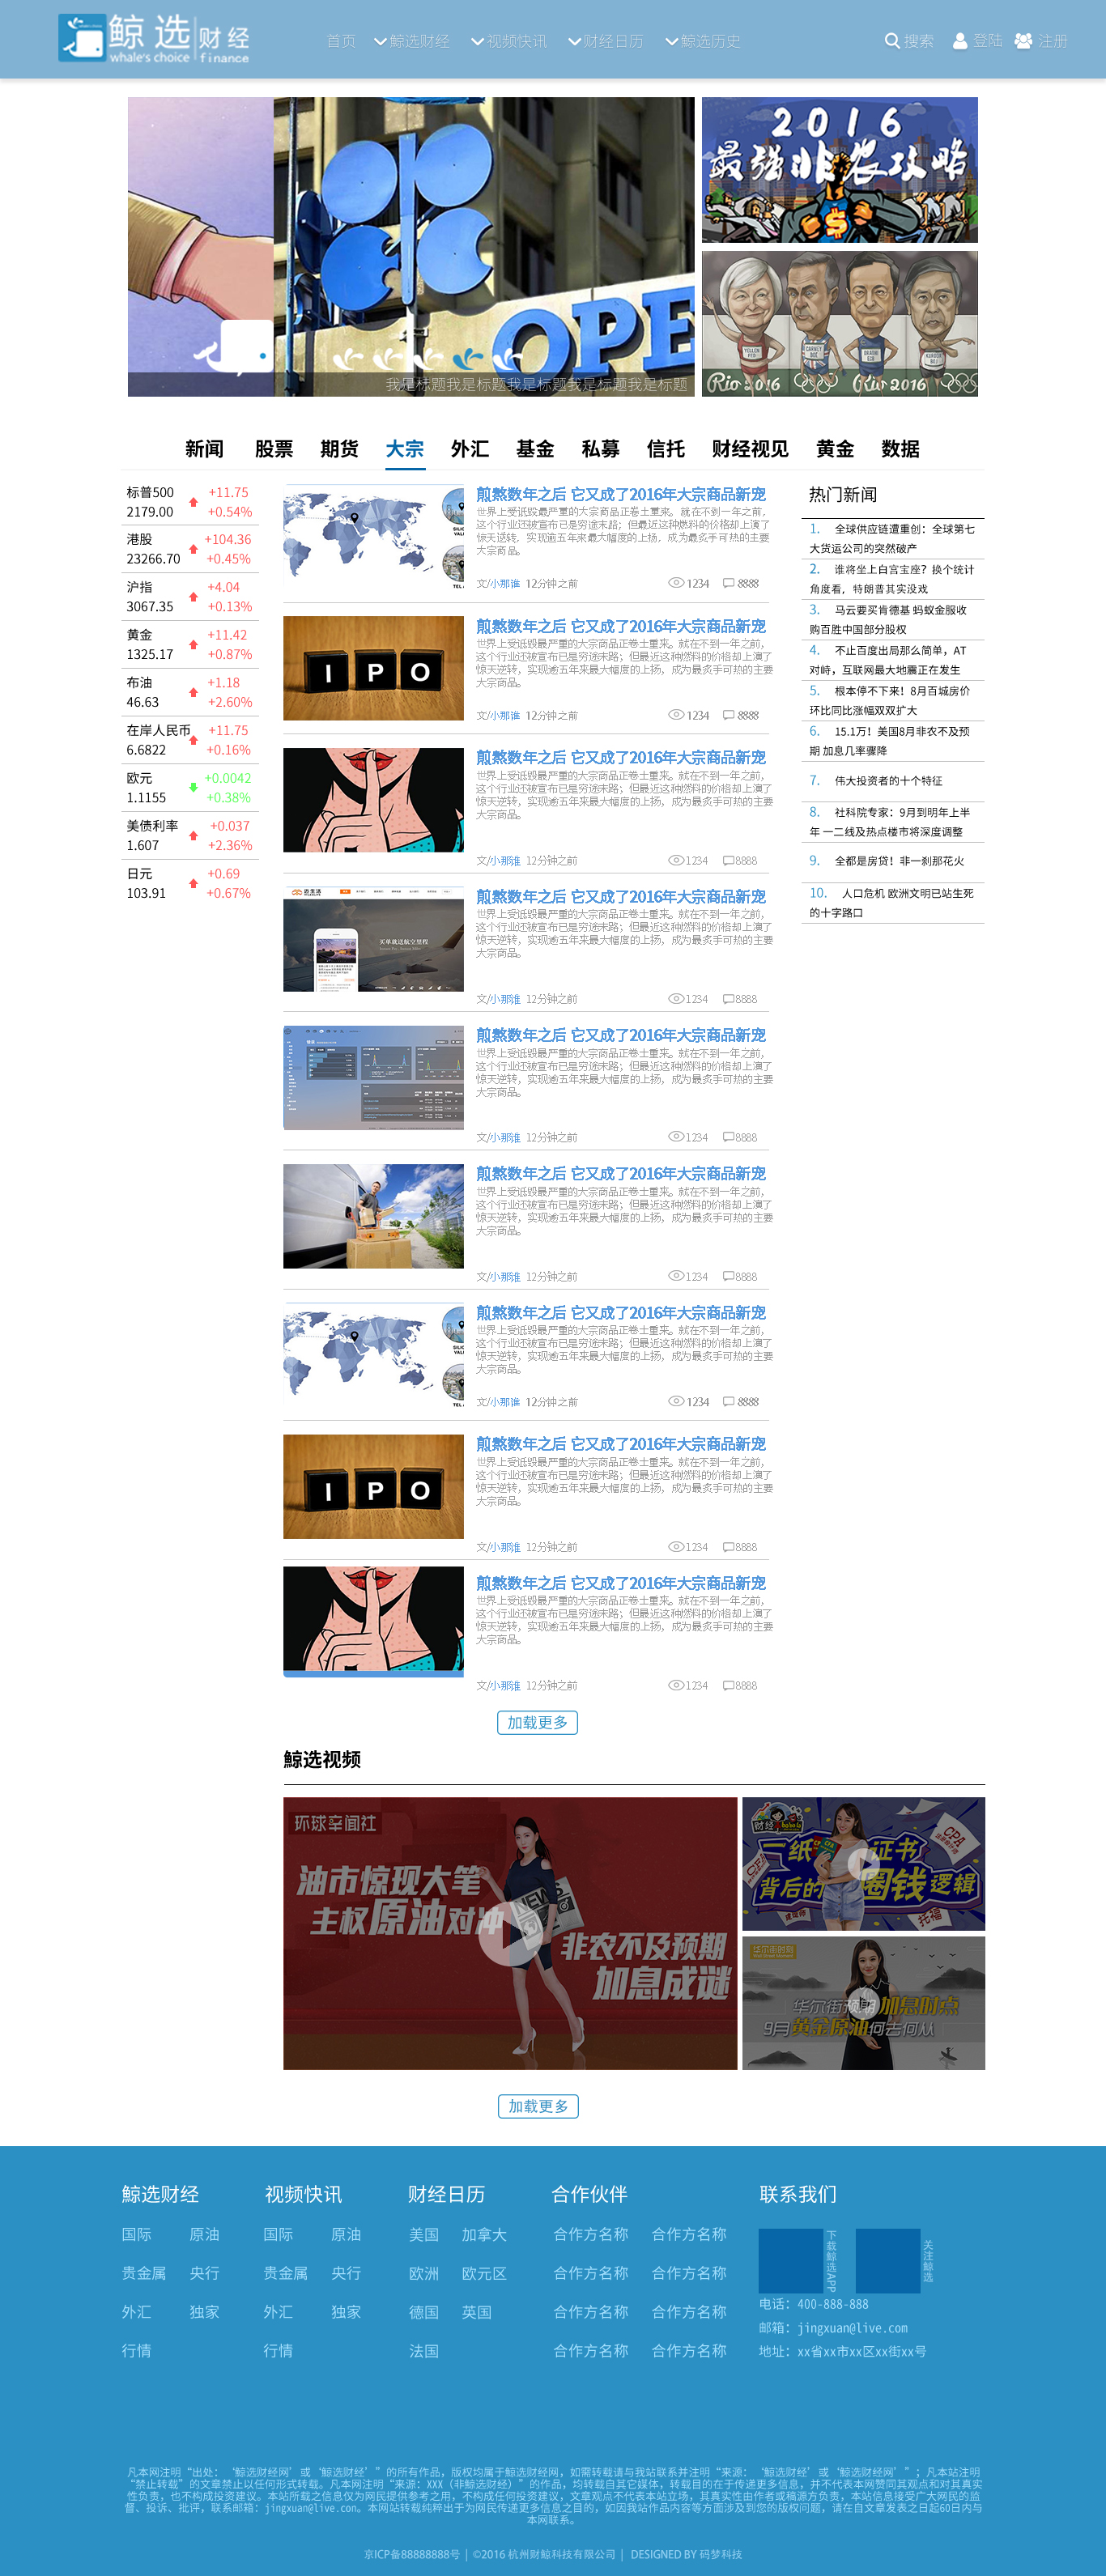 鲸选财经
whale's choice finance
首页 鲸选财经 视频快讯 财经日历 鲸选历史 搜索 登陆 注册
2016
最强非农攻略
OPE
我是标题我是标题我是标题我是标题我是标题
YELLEN FED
CARNEY BOE
DRAGHI ECB
KURODA BOJ
Rio 2016 Rio 2016
新闻 股票 期货 大宗 外汇 基金 私募 信托 财经视见 黄金 数据
标普500 +11.75
2179.00 +0.54%
港股 +104.36
23266.70 +0.45%
沪指 +4.04
3067.35 +0.13%
黄金 +11.42
1325.17 +0.87%
布油 +1.18
46.63 +2.60%
在岸人民币 +11.75
6.6822 +0.16%
欧元 +0.0042
1.1155 +0.38%
美债利率 +0.037
1.607 +2.36%
日元 +0.69
103.91 +0.67%
煎熬数年之后 它又成了2016年大宗商品新宠
世界上受诋毁最严重的大宗商品正卷土重来。就在不到一年之前，
这个行业还被宣布已是穷途末路；但最近这种燃料的价格却上演了
惊天逆转，实现逾五年来最大幅度的上扬，成为最炙手可热的主要
大宗商品。
文/小那谁 12分钟之前 1234 8888
I P O
煎熬数年之后 它又成了2016年大宗商品新宠
世界上受诋毁最严重的大宗商品正卷土重来。就在不到一年之前，
这个行业还被宣布已是穷途末路；但最近这种燃料的价格却上演了
惊天逆转，实现逾五年来最大幅度的上扬，成为最炙手可热的主要
大宗商品。
文/小那谁 12分钟之前 1234 8888
煎熬数年之后 它又成了2016年大宗商品新宠
世界上受诋毁最严重的大宗商品正卷土重来。就在不到一年之前，
这个行业还被宣布已是穷途末路；但最近这种燃料的价格却上演了
惊天逆转，实现逾五年来最大幅度的上扬，成为最炙手可热的主要
大宗商品。
文/小那谁 12分钟之前 1234 8888
买单就送航空里程
煎熬数年之后 它又成了2016年大宗商品新宠
世界上受诋毁最严重的大宗商品正卷土重来。就在不到一年之前，
这个行业还被宣布已是穷途末路；但最近这种燃料的价格却上演了
惊天逆转，实现逾五年来最大幅度的上扬，成为最炙手可热的主要
大宗商品。
文/小那谁 12分钟之前 1234 8888
煎熬数年之后 它又成了2016年大宗商品新宠
世界上受诋毁最严重的大宗商品正卷土重来。就在不到一年之前，
这个行业还被宣布已是穷途末路；但最近这种燃料的价格却上演了
惊天逆转，实现逾五年来最大幅度的上扬，成为最炙手可热的主要
大宗商品。
文/小那谁 12分钟之前 1234 8888
煎熬数年之后 它又成了2016年大宗商品新宠
世界上受诋毁最严重的大宗商品正卷土重来。就在不到一年之前，
这个行业还被宣布已是穷途末路；但最近这种燃料的价格却上演了
惊天逆转，实现逾五年来最大幅度的上扬，成为最炙手可热的主要
大宗商品。
文/小那谁 12分钟之前 1234 8888
煎熬数年之后 它又成了2016年大宗商品新宠
世界上受诋毁最严重的大宗商品正卷土重来。就在不到一年之前，
这个行业还被宣布已是穷途末路；但最近这种燃料的价格却上演了
惊天逆转，实现逾五年来最大幅度的上扬，成为最炙手可热的主要
大宗商品。
文/小那谁 12分钟之前 1234 8888
I P O
煎熬数年之后 它又成了2016年大宗商品新宠
世界上受诋毁最严重的大宗商品正卷土重来。就在不到一年之前，
这个行业还被宣布已是穷途末路；但最近这种燃料的价格却上演了
惊天逆转，实现逾五年来最大幅度的上扬，成为最炙手可热的主要
大宗商品。
文/小那谁 12分钟之前 1234 8888
煎熬数年之后 它又成了2016年大宗商品新宠
世界上受诋毁最严重的大宗商品正卷土重来。就在不到一年之前，
这个行业还被宣布已是穷途末路；但最近这种燃料的价格却上演了
惊天逆转，实现逾五年来最大幅度的上扬，成为最炙手可热的主要
大宗商品。
文/小那谁 12分钟之前 1234 8888
加载更多
热门新闻
1. 全球供应链遭重创：全球第七
大货运公司的突然破产
2. 谁将坐上白宫宝座？换个统计
角度看，特朗普其实没戏
3. 马云要买肯德基 蚂蚁金服收
购百胜中国部分股权
4. 不止百度出局那么简单，AT
对峙，互联网最大地震正在发生
5. 根本停不下来！8月百城房价
环比同比涨幅双双扩大
6. 15.1万！美国8月非农不及预
期 加息几率骤降
7. 伟大投资者的十个特征
8. 社科院专家：9月到明年上半
年 一二线及热点楼市将深度调整
9. 全都是房贷！非一刹那花火
10. 人口危机 欧洲文明已站生死
的十字路口
鲸选视频
环球车间社
油市惊现大笔
主权原油对冲
非农不及预期
加息成谜
一纸证书
背后的圈钱逻辑
CPA
托福
华尔街时刻
华尔街预期加息时点
9月黄金原油何去何从
加载更多
鲸选财经 视频快讯 财经日历 合作伙伴 联系我们
国际 原油 国际 原油 美国 加拿大 合作方名称 合作方名称
贵金属 央行 贵金属 央行 欧洲 欧元区 合作方名称 合作方名称
外汇 独家 外汇 独家 德国 英国 合作方名称 合作方名称
行情 行情 法国 合作方名称 合作方名称
下载鲸选APP
关注鲸选
电话：400-888-888
邮箱：jingxuan@live.com
地址：xx省xx市xx区xx街xx号
凡本网注明“出处：‘鲸选财经网’或‘鲸选财经’”的所有作品，版权均属于鲸选财经网，如需转载请与我站联系并注明“来源：‘鲸选财经’或‘鲸选财经网’”；凡本站注明
“禁止转载”的文章禁止以任何形式转载。凡本网注明“来源：XXX（非鲸选财经）”的作品，均转载自其它媒体，转载目的在于传递更多信息，并不代表本网赞同其观点和对其真实
性负责，也不构成投资建议。本站所载之信息仅为网民提供参考之用，不构成任何投资建议，文章观点不代表本站立场，其真实性由作者或稿源方负责，本站信息接受广大网民的监
督、投诉、批评，联系邮箱：jingxuan@live.con。本网站转载纯粹出于为网民传递更多信息之目的，如因我站作品内容等方面涉及到您的版权问题，请在自文章发表之日起60日内与
本网联系。
京ICP备88888888号 | ©2016 杭州财鲸科技有限公司 | DESIGNED BY 码梦科技